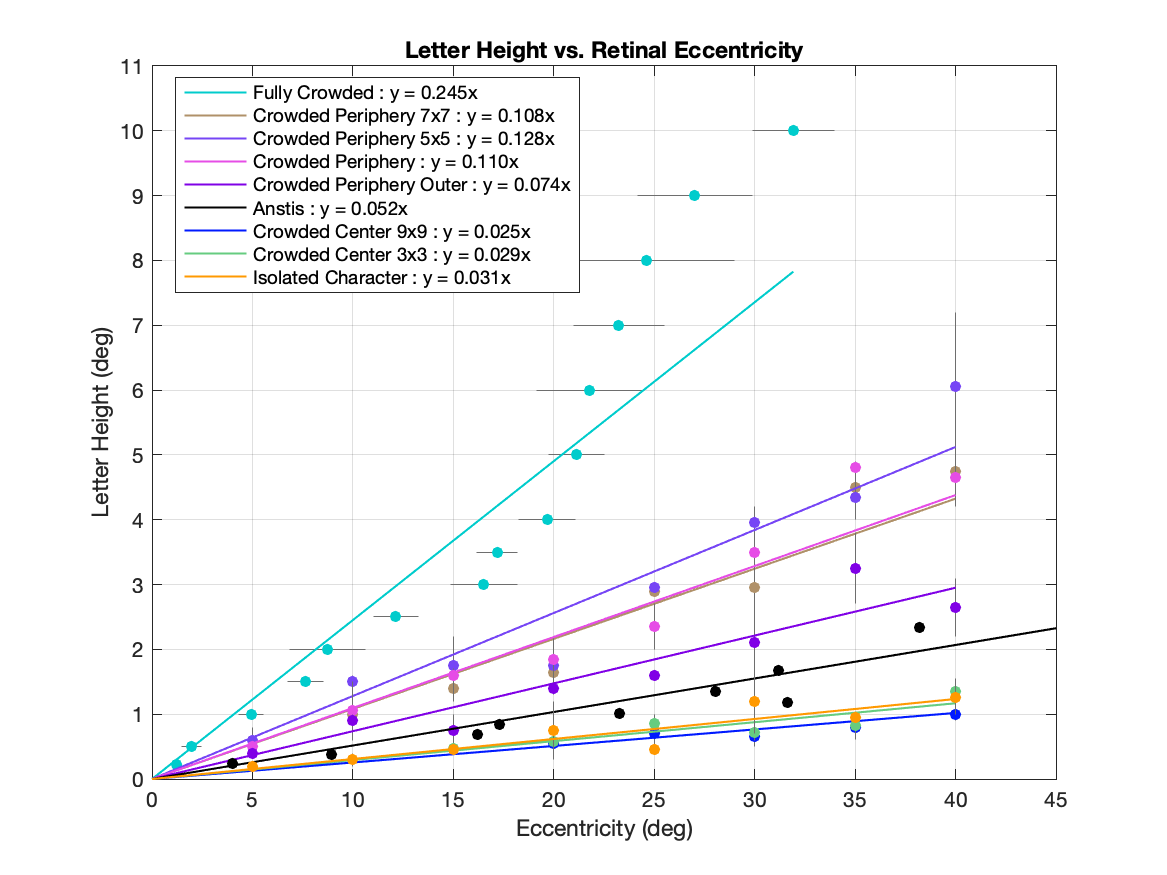 Letter Height vs. Retinal Eccentricity
11
10
9
8
7
6
5
4
3
2
1
0
Letter Height (deg)
Fully Crowded : y = 0.245x
Crowded Periphery 7x7 : y = 0.108x
Crowded Periphery 5x5 : y = 0.128x
Crowded Periphery : y = 0.110x
Crowded Periphery Outer : y = 0.074x
Anstis : y = 0.052x
Crowded Center 9x9 : y = 0.025x
Crowded Center 3x3 : y = 0.029x
Isolated Character : y = 0.031x
0 5 10 15 20 25 30 35 40 45
Eccentricity (deg)